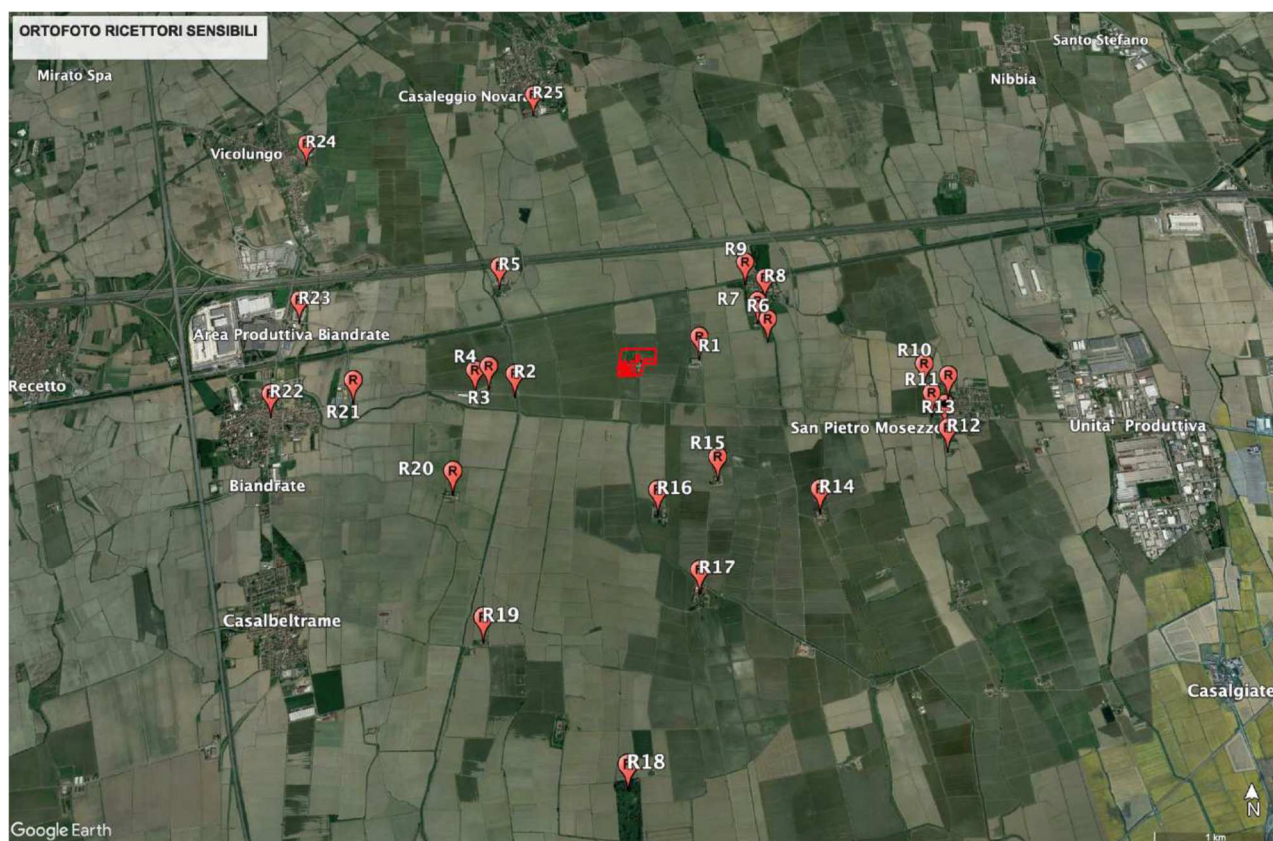 ORTOFOTO RICETTORI SENSIBILI
Santo Stefano
Mirato Spa
Nibbia
Casaleggio Novar
R25
R24
Vicolungo
R9
R5
R8
R7
R23
R6
Area Produttiva Biandrate
R1
R4
R10
R2
Recetto
R11
R22
R3
R21
R13
San Pietro Mosezzo
R12
Unita' Produttiva
R15
R20
Biandrate
R16
R14
R17
R19
Casalbeltrame
Casalgiate
R18
N
Google Earth
1 km